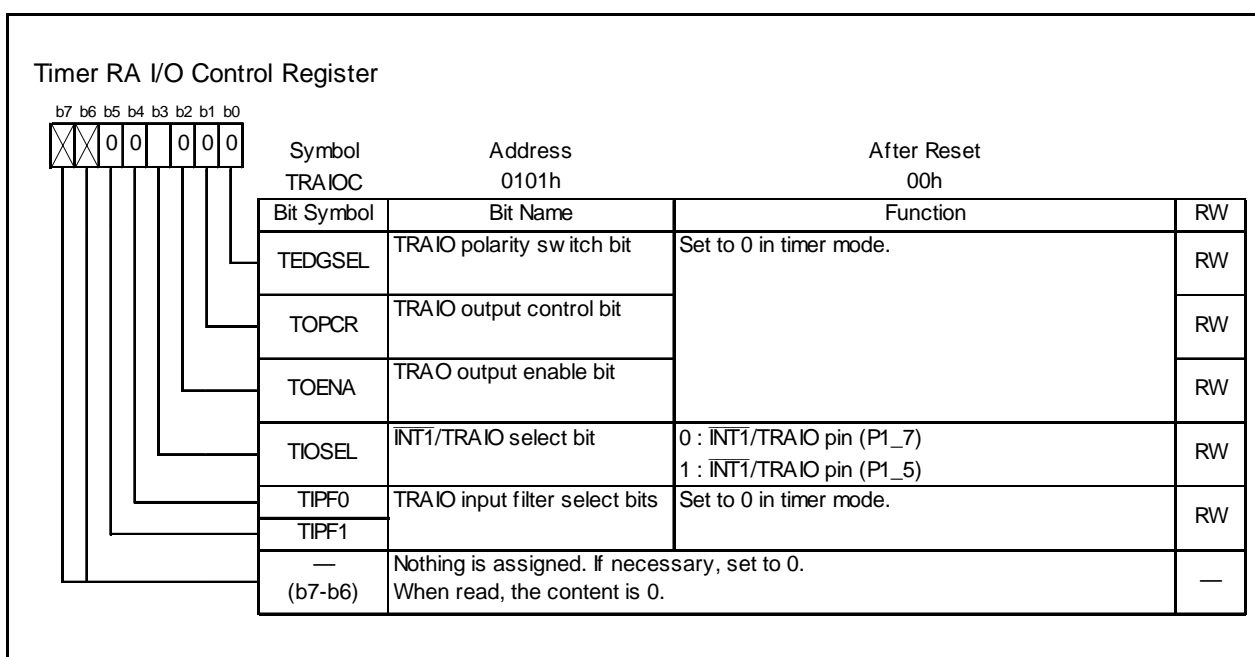 Timer RA I/O Control Register
b7 b6 b5 b4 b3 b2 b1 b0
0 0 0 0 0
Symbol Address After Reset
TRAIOC 0101h 00h
Bit Symbol Bit Name Function RW
TEDGSEL TRAIO polarity switch bit Set to 0 in timer mode. RW
TOPCR TRAIO output control bit RW
TOENA TRAO output enable bit RW
TIOSEL INT1/TRAIO select bit 0 : INT1/TRAIO pin (P1_7) RW
1 : INT1/TRAIO pin (P1_5)
TIPF0 TRAIO input filter select bits Set to 0 in timer mode. RW
TIPF1
— Nothing is assigned. If necessary, set to 0. —
(b7-b6) When read, the content is 0.